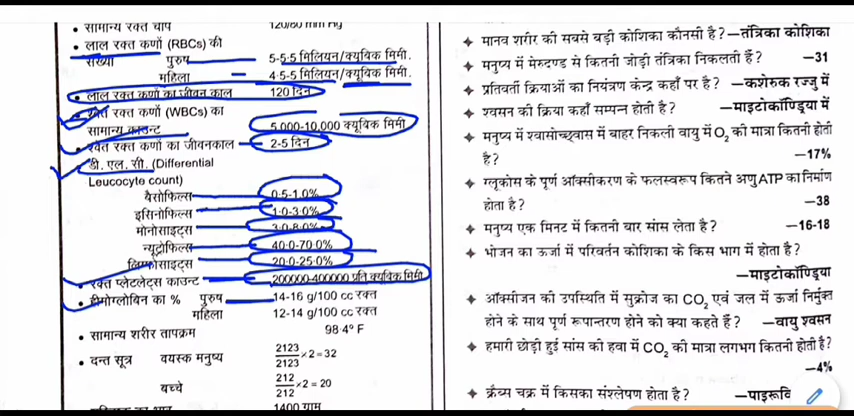 • सामान्य रक्त चाप 120/80 mm Hg
• लाल रक्त कणों (RBCs) की
संख्या पुरुष 5-5·5 मिलियन/क्यूविक मिमी.
महिला 4·5-5 मिलियन/क्यूविक मिमी.
• लाल रक्त कणों का जीवन काल 120 दिन
• श्वेत रक्त कणों (WBCs) का
सामान्य काउन्ट 5,000-10,000 क्यूविक मिमी
• श्वेत रक्त कणों का जीवनकाल 2-5 दिन
• डी. एल. सी. (Differential
Leucocyte count)
बैसोफिल्स 0·5-1·0%
इसिनोफिल्स 1·0-3·0%
मोनोसाइट्स 3·0-8·0%
न्यूट्रोफिल्स 40·0-70·0%
लिम्फोसाइट्स 20·0-25·0%
• रक्त प्लेटलेट्स काउन्ट 200000-400000 प्रति क्यूविक मिमी
• हीमोग्लोबिन का % पुरुष 14-16 g/100 cc रक्त
महिला 12-14 g/100 cc रक्त
• सामान्य शरीर तापक्रम 98·4° F
• दन्त सूत्र वयस्क मनुष्य 2123/2123 ×2=32
बच्चे 212/212 ×2=20
1400 ग्राम
✦ मानव शरीर की सबसे बड़ी कोशिका कौनसी है?—तंत्रिका कोशिका
✦ मनुष्य में मेरुदण्ड से कितनी जोड़ी तंत्रिका निकलती हैं? —31
✦ प्रतिवर्ती क्रियाओं का नियंत्रण केन्द्र कहाँ पर है? —कशेरुक रज्जु में
✦ श्वसन की क्रिया कहाँ सम्पन्न होती है? —माइटोकॉण्ड्रिया में
✦ मनुष्य में श्वासोच्छ्वास में बाहर निकली वायु में O₂ की मात्रा कितनी होती
है? —17%
✦ ग्लूकोस के पूर्ण ऑक्सीकरण के फलस्वरूप कितने अणु ATP का निर्माण
होता है? —38
✦ मनुष्य एक मिनट में कितनी बार सांस लेता है? —16-18
✦ भोजन का ऊर्जा में परिवर्तन कोशिका के किस भाग में होता है?
—माइटोकॉण्ड्रिया
✦ ऑक्सीजन की उपस्थिति में सुक्रोज का CO₂ एवं जल में ऊर्जा निर्मुक्त
होने के साथ पूर्ण रूपान्तरण होने को क्या कहते हैं? —वायु श्वसन
✦ हमारी छोड़ी हुई सांस की हवा में CO₂ की मात्रा लगभग कितनी होती है?
—4%
✦ क्रैब्स चक्र में किसका संश्लेषण होता है? —पाइरूवि